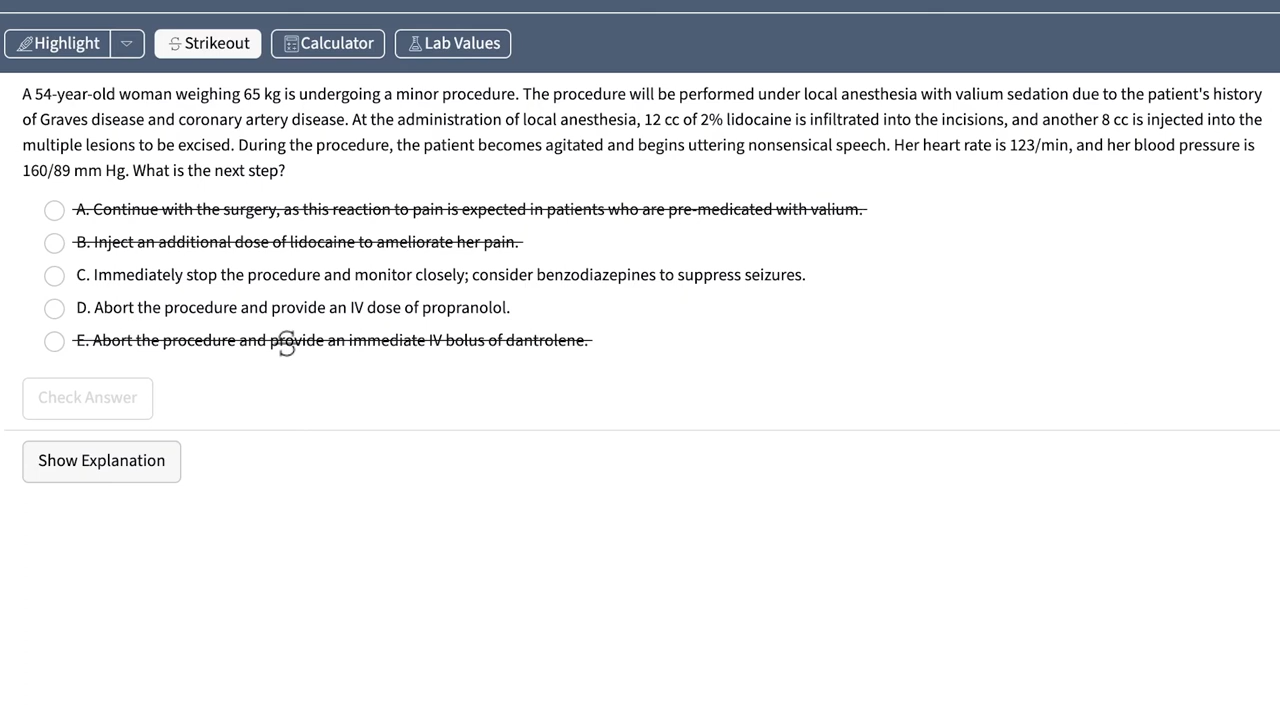 Highlight Strikeout Calculator Lab Values
A 54-year-old woman weighing 65 kg is undergoing a minor procedure. The procedure will be performed under local anesthesia with valium sedation due to the patient's history
of Graves disease and coronary artery disease. At the administration of local anesthesia, 12 cc of 2% lidocaine is infiltrated into the incisions, and another 8 cc is injected into the
multiple lesions to be excised. During the procedure, the patient becomes agitated and begins uttering nonsensical speech. Her heart rate is 123/min, and her blood pressure is
160/89 mm Hg. What is the next step?
A. Continue with the surgery, as this reaction to pain is expected in patients who are pre-medicated with valium.
B. Inject an additional dose of lidocaine to ameliorate her pain.
C. Immediately stop the procedure and monitor closely; consider benzodiazepines to suppress seizures.
D. Abort the procedure and provide an IV dose of propranolol.
E. Abort the procedure and provide an immediate IV bolus of dantrolene.
Check Answer
Show Explanation